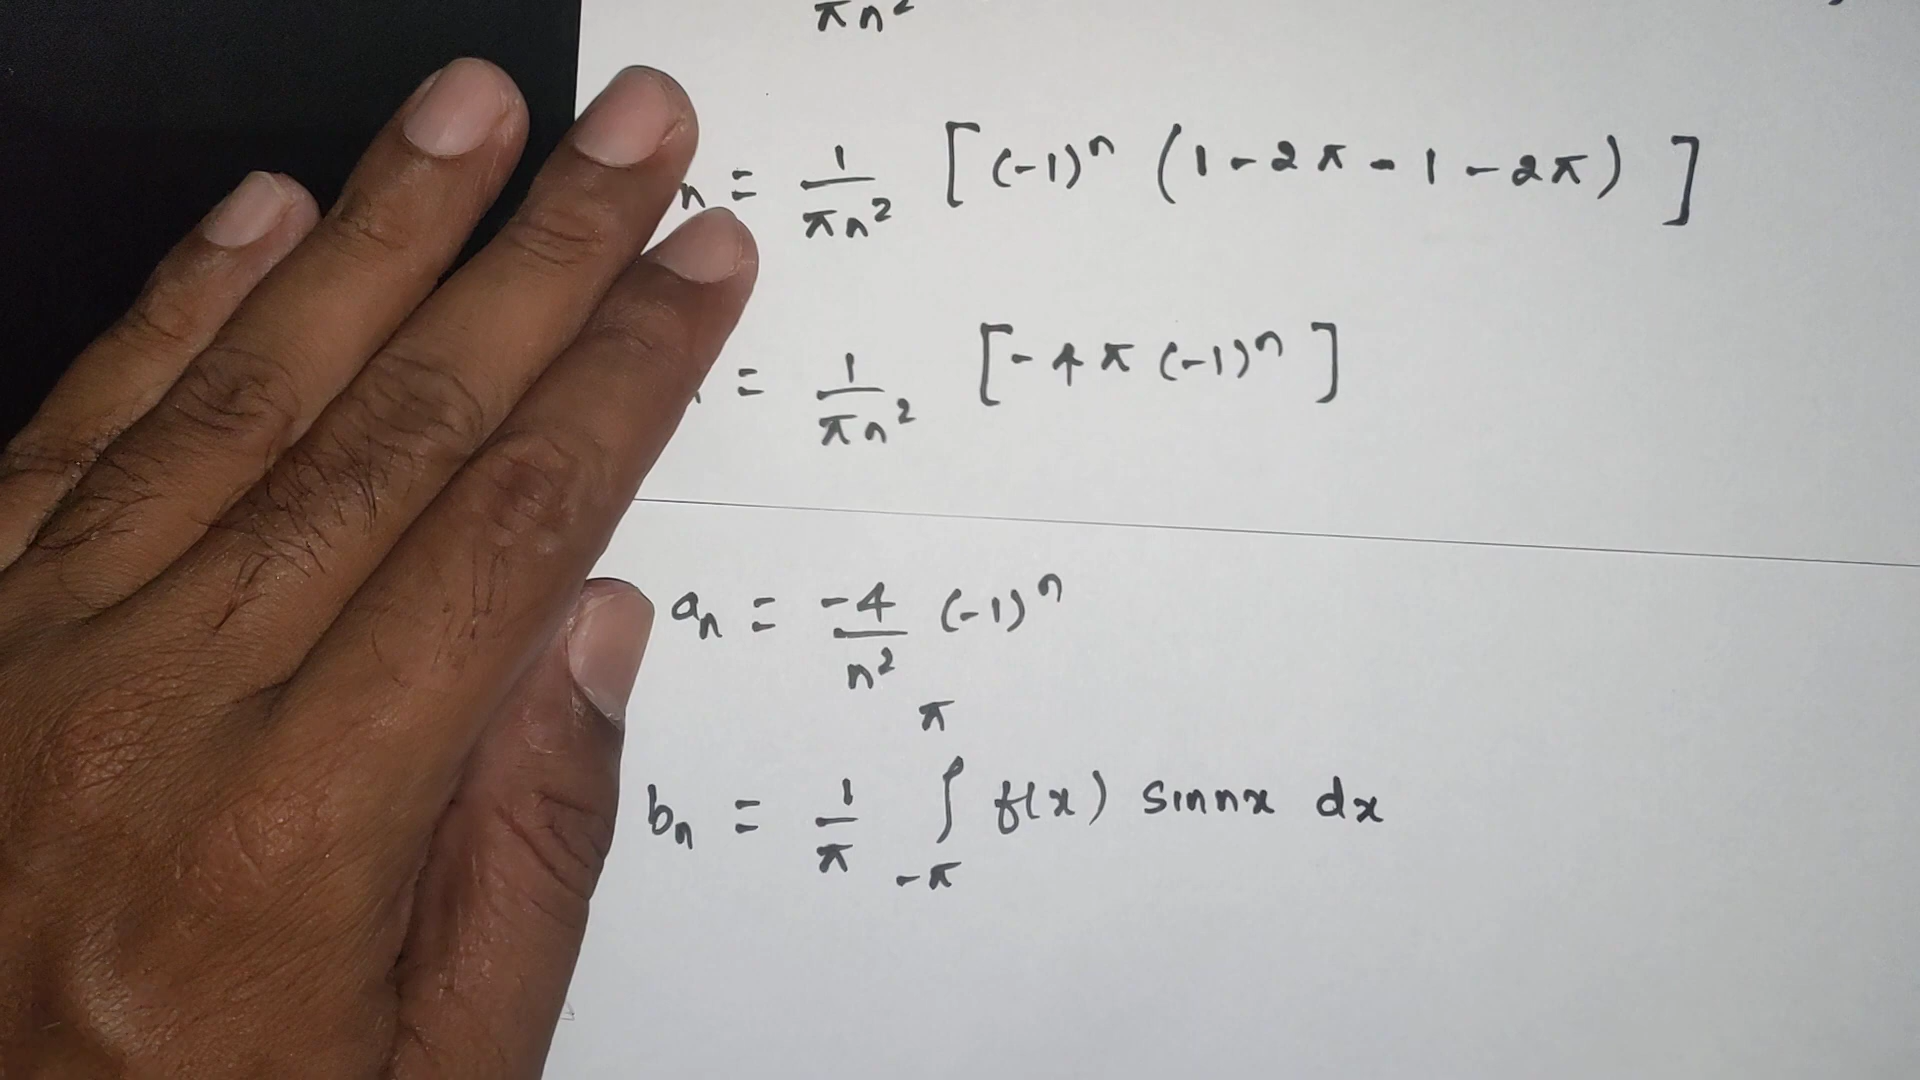 πn²
n = 1/πn² [(-1)ⁿ (1 - 2π - 1 - 2π)]
= 1/πn² [-4π (-1)ⁿ]
aₙ = -4/n² (-1)ⁿ
bₙ = 1/π ∫_{-π}^{π} f(x) sinnx dx